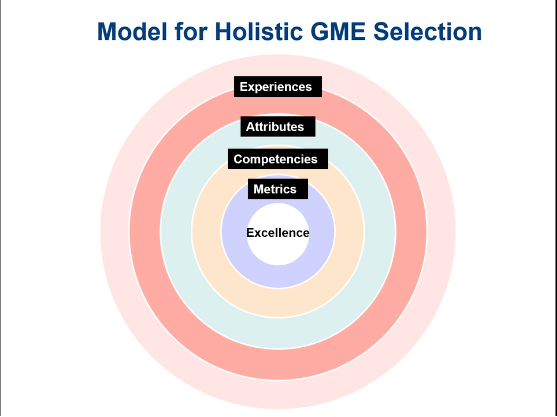 Model for Holistic GME Selection
Experiences
Attributes
Competencies
Metrics
Excellence